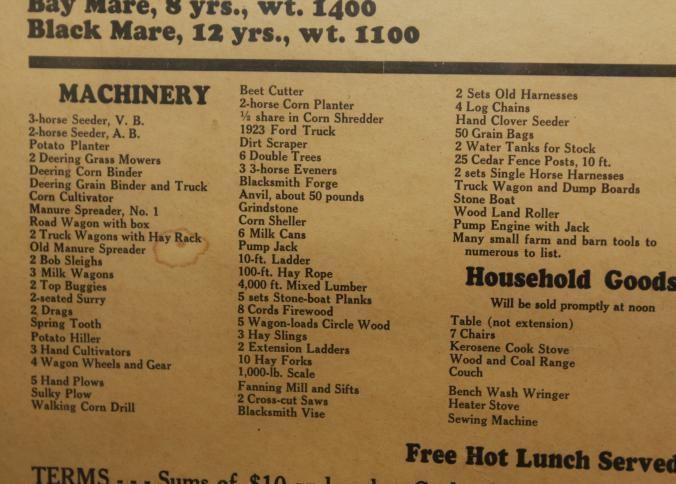 Bay Mare, 8 yrs., wt. 1400
Black Mare, 12 yrs., wt. 1100
MACHINERY
3-horse Seeder, V. B.
2-horse Seeder, A. B.
Potato Planter
2 Deering Grass Mowers
Deering Corn Binder
Deering Grain Binder and Truck
Corn Cultivator
Manure Spreader, No. 1
Road Wagon with box
2 Truck Wagons with Hay Rack
Old Manure Spreader
2 Bob Sleighs
3 Milk Wagons
2 Top Buggies
2-seated Surry
2 Drags
Spring Tooth
Potato Hiller
3 Hand Cultivators
4 Wagon Wheels and Gear
5 Hand Plows
Sulky Plow
Walking Corn Drill
Beet Cutter
2-horse Corn Planter
½ share in Corn Shredder
1923 Ford Truck
Dirt Scraper
6 Double Trees
3 3-horse Eveners
Blacksmith Forge
Anvil, about 50 pounds
Grindstone
Corn Sheller
6 Milk Cans
Pump Jack
10-ft. Ladder
100-ft. Hay Rope
4,000 ft. Mixed Lumber
5 sets Stone-boat Planks
8 Cords Firewood
5 Wagon-loads Circle Wood
3 Hay Slings
2 Extension Ladders
10 Hay Forks
1,000-lb. Scale
Fanning Mill and Sifts
2 Cross-cut Saws
Blacksmith Vise
2 Sets Old Harnesses
4 Log Chains
Hand Clover Seeder
50 Grain Bags
2 Water Tanks for Stock
25 Cedar Fence Posts, 10 ft.
2 sets Single Horse Harnesses
Truck Wagon and Dump Boards
Stone Boat
Wood Land Roller
Pump Engine with Jack
Many small farm and barn tools to
numerous to list.
Household Goods
Will be sold promptly at noon
Table (not extension)
7 Chairs
Kerosene Cook Stove
Wood and Coal Range
Couch
Bench Wash Wringer
Heater Stove
Sewing Machine
Free Hot Lunch Served
TERMS - - - Sums of $10